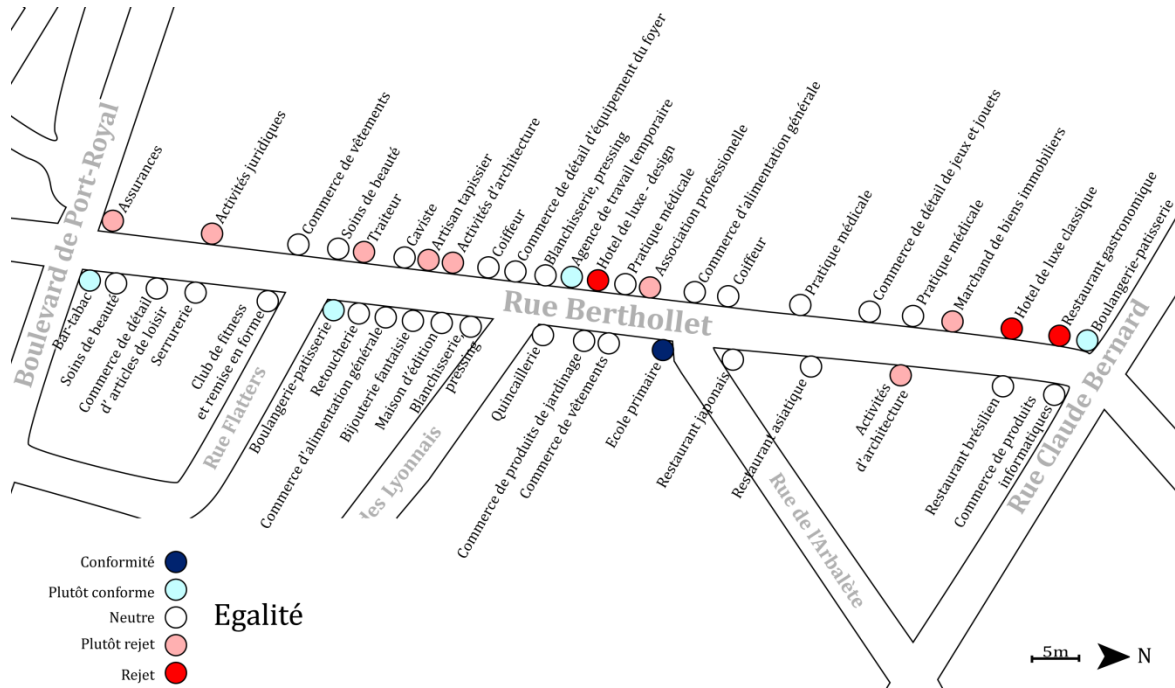 Boulevard de Port-Royal
Assurances
Activités juridiques
Commerce de vêtements
Soins de beauté
Traiteur
Caviste
Artisan tapissier
Activités d'architecture
Coiffeur
Commerce de détail d'équipement du foyer
Blanchisserie, pressing
Agence de travail temporaire
Hotel de luxe - design
Pratique médicale
Association professionelle
Commerce d'alimentation générale
Coiffeur
Pratique médicale
Commerce de détail de jeux et jouets
Pratique médicale
Marchand de biens immobiliers
Hotel de luxe classique
Restaurant gastronomique
Boulangerie-patisserie
Rue Berthollet
Bar-tabac
Soins de beauté
Commerce de détail
d' articles de loisir
Serrurerie
Club de fitness
et remise en forme
Rue Flatters
Boulangerie-patisserie
Retoucherie
Commerce d'alimentation générale
Bijouterie fantaisie
Maison d'édition
Blanchisserie
pressing
des Lyonnais
Quincaillerie
Commerce de produits de jardinage
Commerce de vêtements
Ecole primaire
Restaurant japonais
Rue de l'Arbalète
Restaurant asiatique
Activités
d'architecture
Restaurant brésilien
Commerce de produits
informatiques
Rue Claude Bernard
Conformité
Plutôt conforme
Neutre
Plutôt rejet
Rejet
Egalité
5m
N